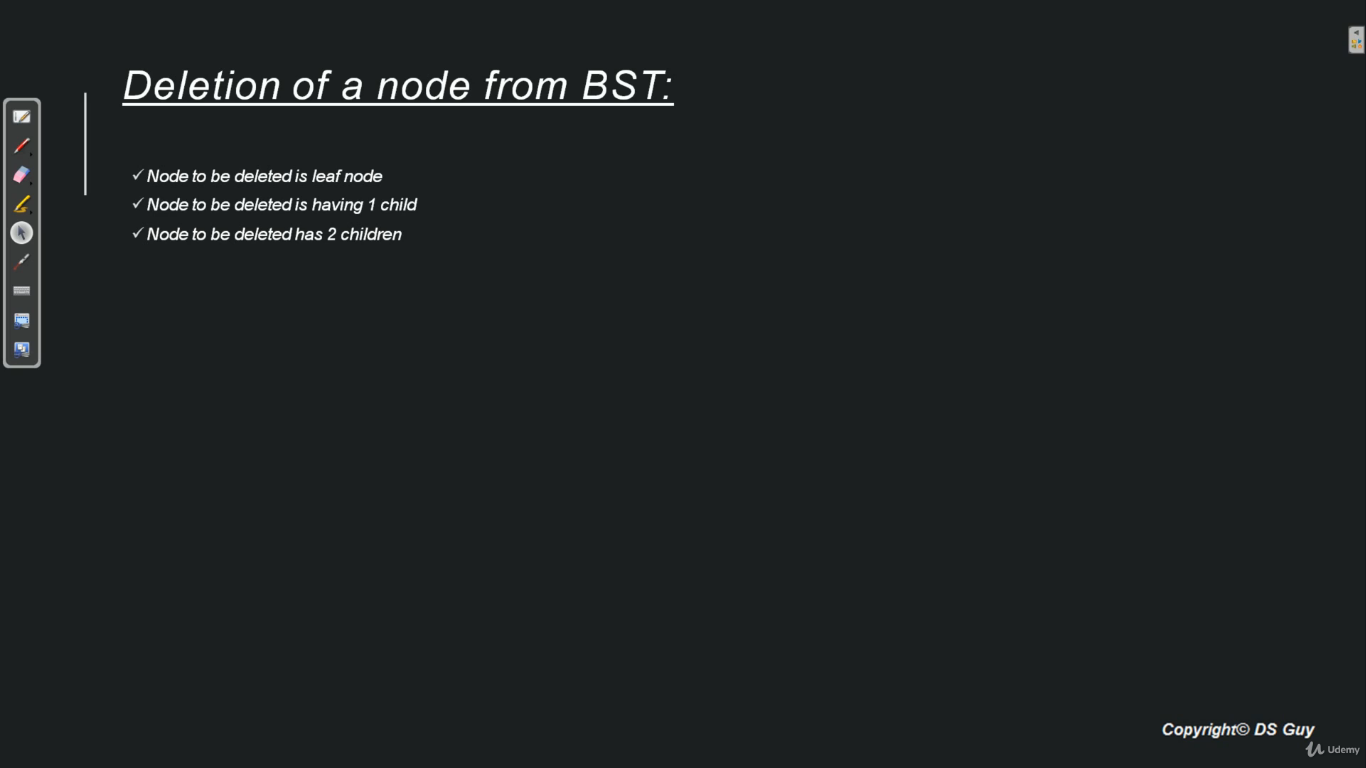 Deletion of a node from BST:
✓ Node to be deleted is leaf node
✓ Node to be deleted is having 1 child
✓ Node to be deleted has 2 children
Copyright© DS Guy
Udemy